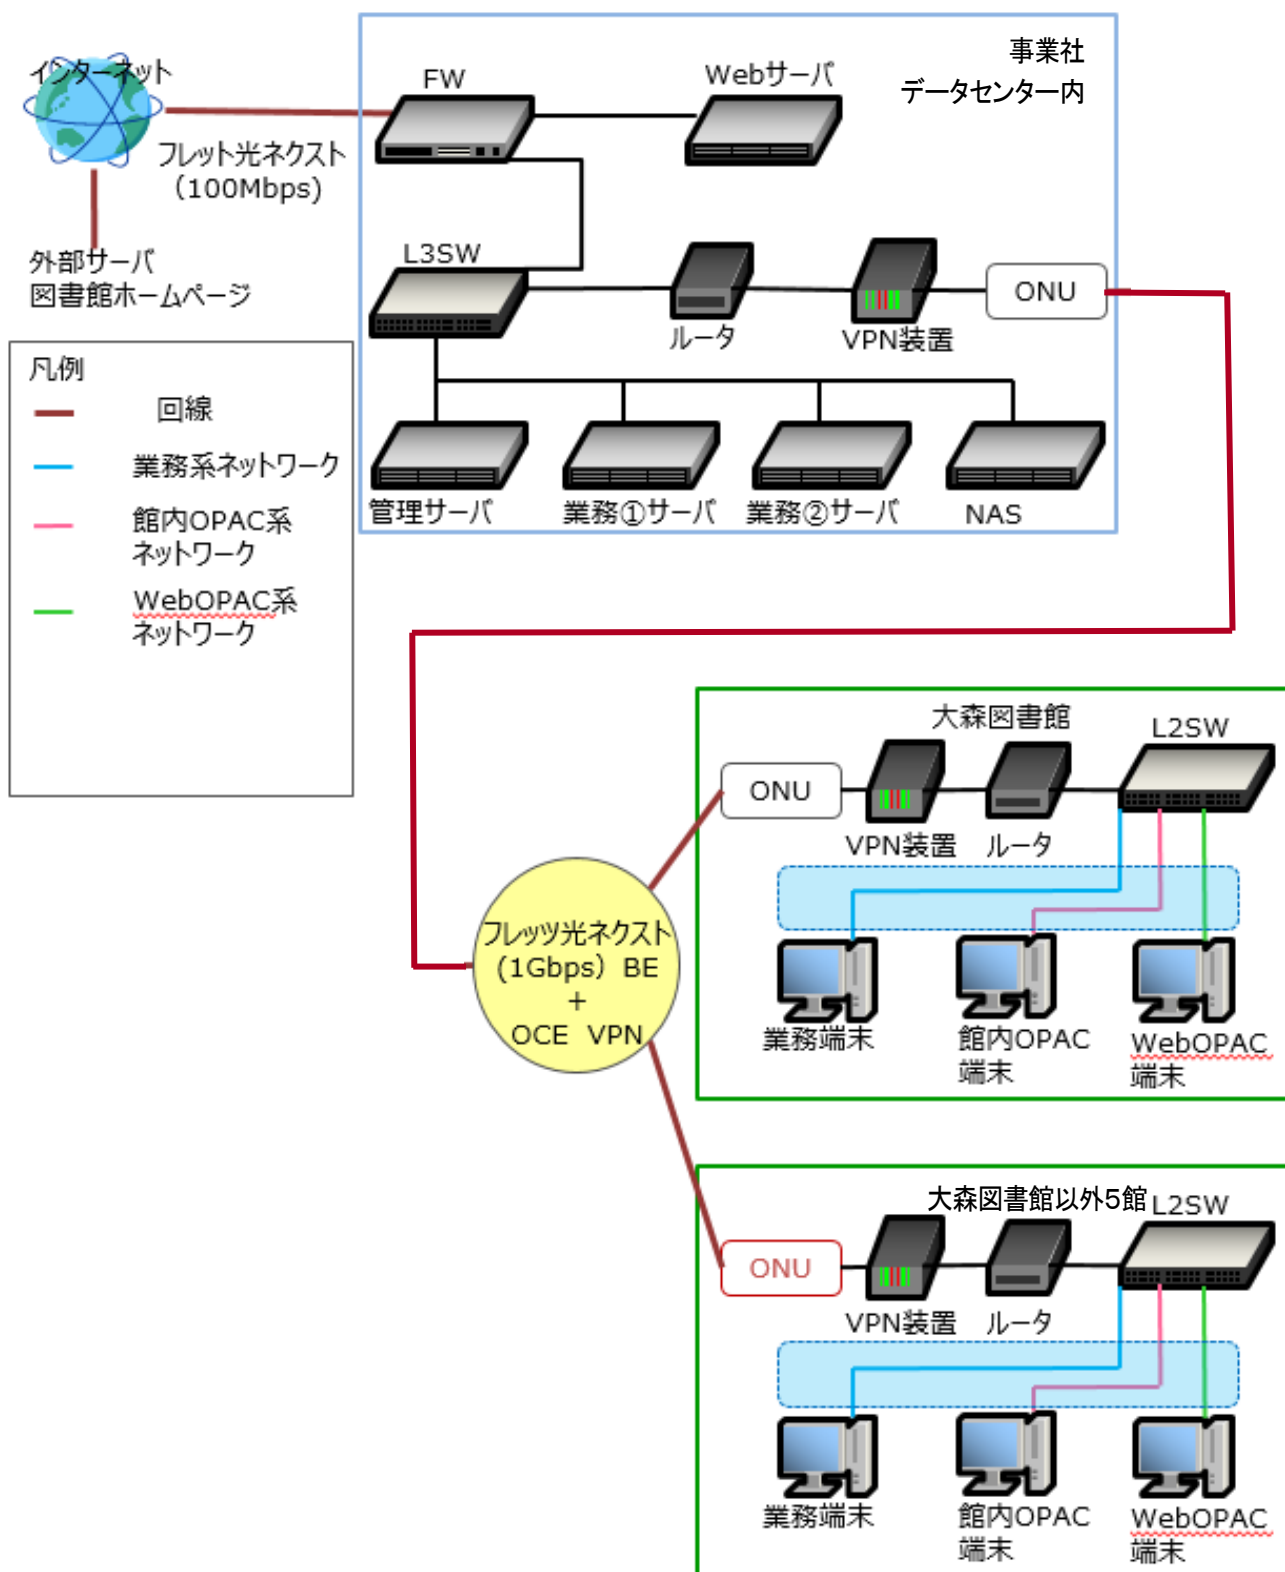 事業社
データセンター内
インターネット
FW
Webサーバ
フレット光ネクスト
(100Mbps)
外部サーバ
図書館ホームページ
L3SW
ルータ
VPN装置
ONU
管理サーバ
業務①サーバ
業務②サーバ
NAS
凡例
回線
業務系ネットワーク
館内OPAC系
ネットワーク
WebOPAC系
ネットワーク
フレッツ光ネクスト
(1Gbps) BE
+
OCE VPN
大森図書館
L2SW
ONU
VPN装置
ルータ
業務端末
館内OPAC
端末
WebOPAC
端末
大森図書館以外5館
L2SW
ONU
VPN装置
ルータ
業務端末
館内OPAC
端末
WebOPAC
端末